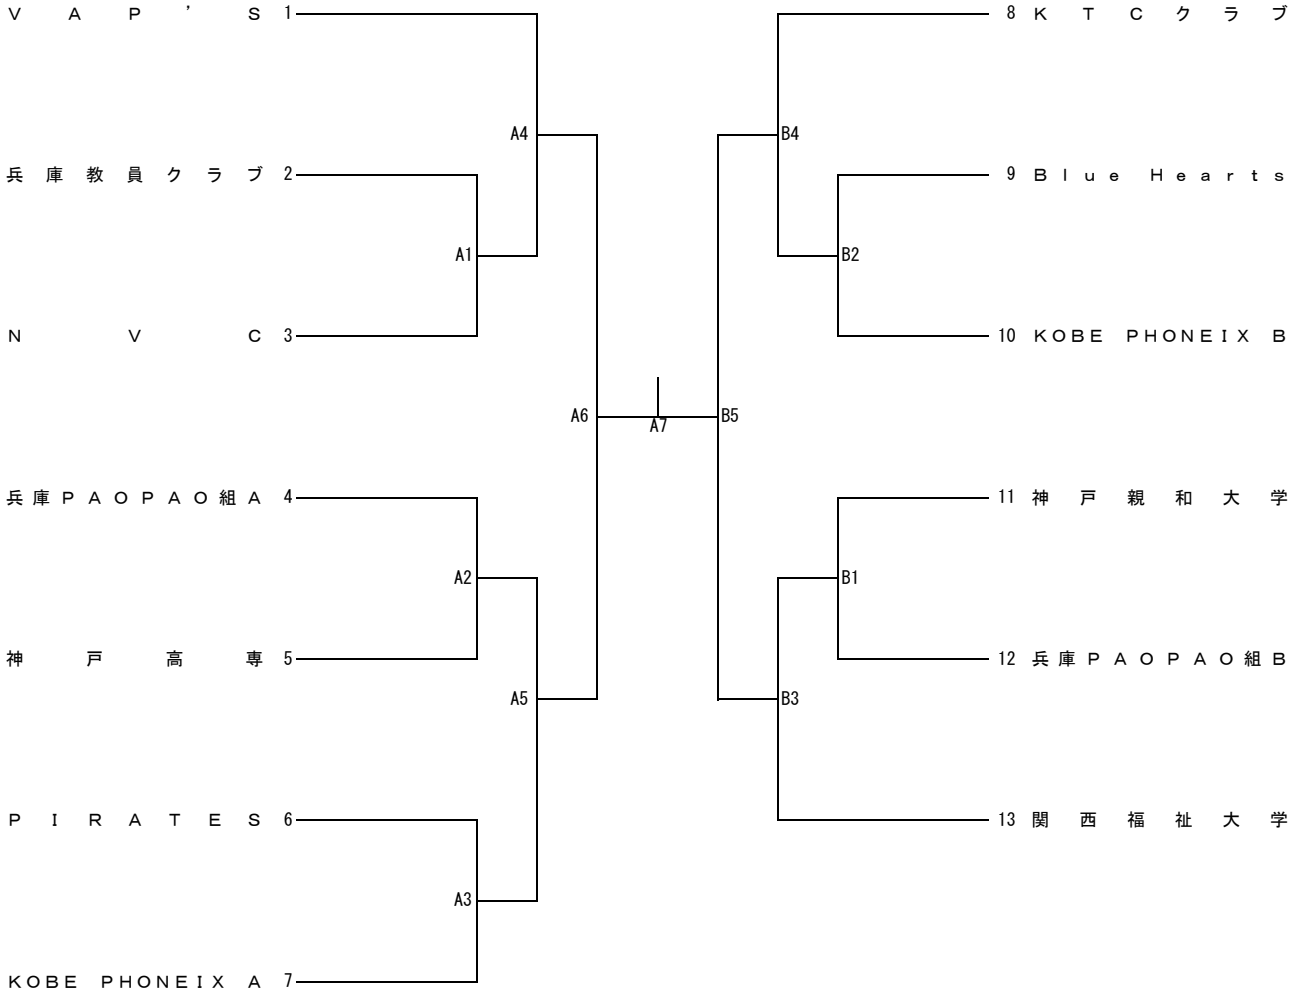 ＶＡＰ’Ｓ 1
8 ＫＴＣクラブ
A4
B4
兵庫教員クラブ 2
9 Ｂｌｕｅ Ｈｅａｒｔｓ
A1
B2
ＮＶＣ 3
10 ＫＯＢＥ ＰＨＯＮＥＩＸ Ｂ
A6
A7
B5
兵庫ＰＡＯＰＡＯ組Ａ 4
11 神戸親和大学
A2
B1
神戸高専 5
12 兵庫ＰＡＯＰＡＯ組Ｂ
A5
B3
ＰＩＲＡＴＥＳ 6
13 関西福祉大学
A3
ＫＯＢＥ ＰＨＯＮＥＩＸ Ａ 7